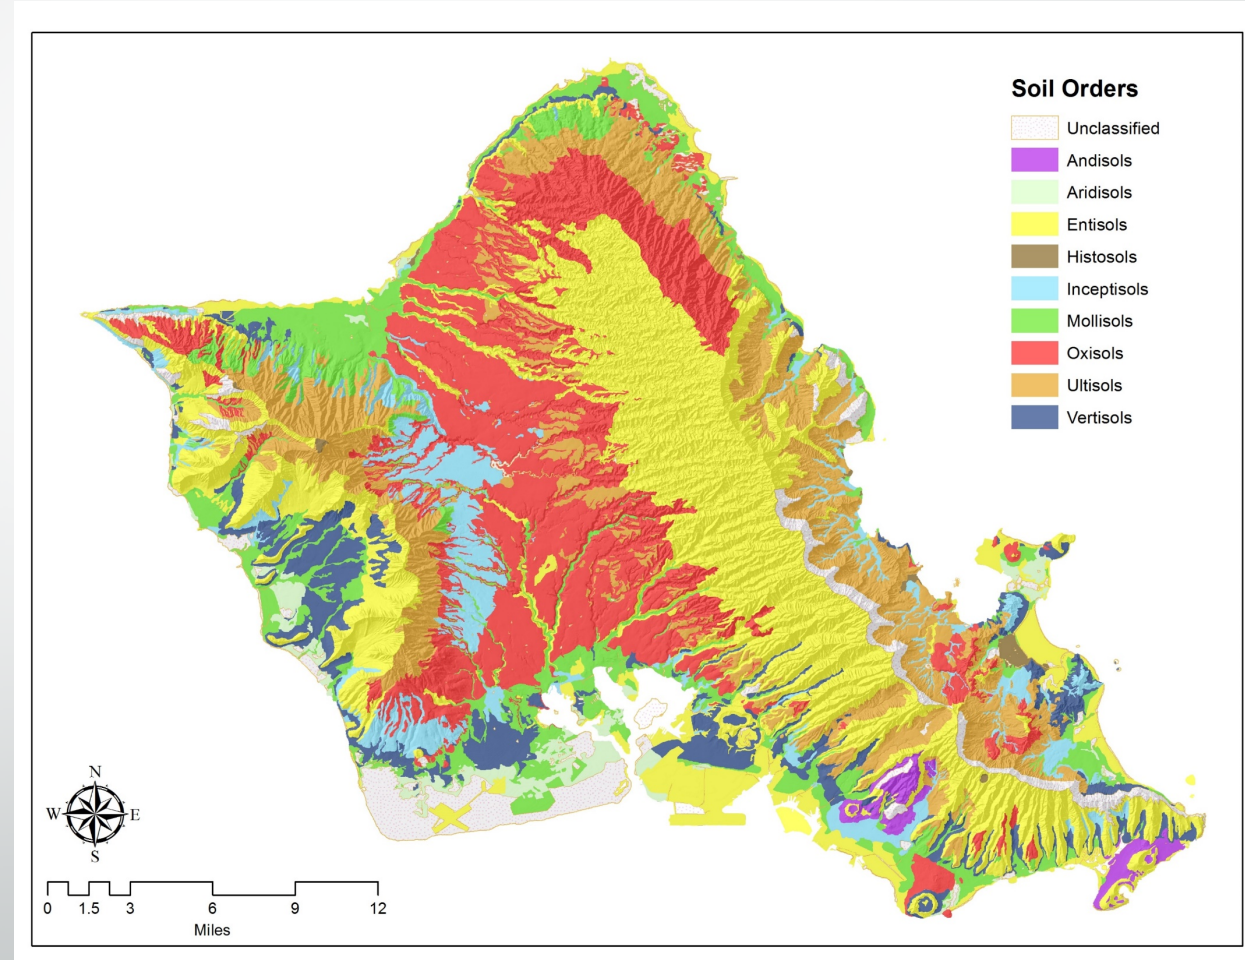 Soil Orders
Unclassified
Andisols
Aridisols
Entisols
Histosols
Inceptisols
Mollisols
Oxisols
Ultisols
Vertisols
N
W E
S
0 1.5 3 6 9 12
Miles